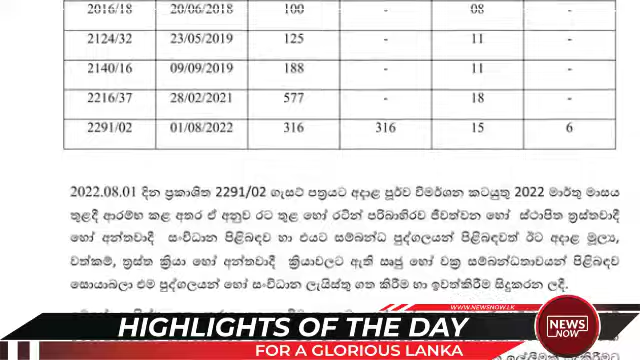 2016/18 20/06/2018 100 - 08 -
2124/32 23/05/2019 125 - 11 -
2140/16 09/09/2019 188 - 11 -
2216/37 28/02/2021 577 - 18 -
2291/02 01/08/2022 316 316 15 6
2022.08.01 දින ප්‍රකාශිත 2291/02 ගැසට් පත්‍රයට අදාළ පූර්ව විමර්ශන කටයුතු 2022 මාර්තු මාසය
තුළදී ආරම්භ කළ අතර ඒ අනුව රට තුළ හෝ රටින් පරිබාහිරව ජීවත්වන හෝ ස්ථාපිත ත්‍රස්තවාදී
හෝ අන්තවාදී සංවිධාන පිළිබඳව හා එයට සම්බන්ධ පුද්ගලයන් පිළිබඳවත් ඊට අදාළ මූල්‍ය,
වත්කම්, ත්‍රස්ත ක්‍රියා හෝ අන්තවාදී ක්‍රියාවලට ඇති සෘජු හෝ වක්‍ර සම්බන්ධතාවයන් පිළිබඳව
සොයාබලා එම පුද්ගලයන් හෝ සංවිධාන ලැයිස්තු ගත කිරීම හා ඉවත්කිරීම සිදුකරන ලදී.
WWW.NEWSNOW.LK
HIGHLIGHTS OF THE DAY
FOR A GLORIOUS LANKA
NEWS
NOW